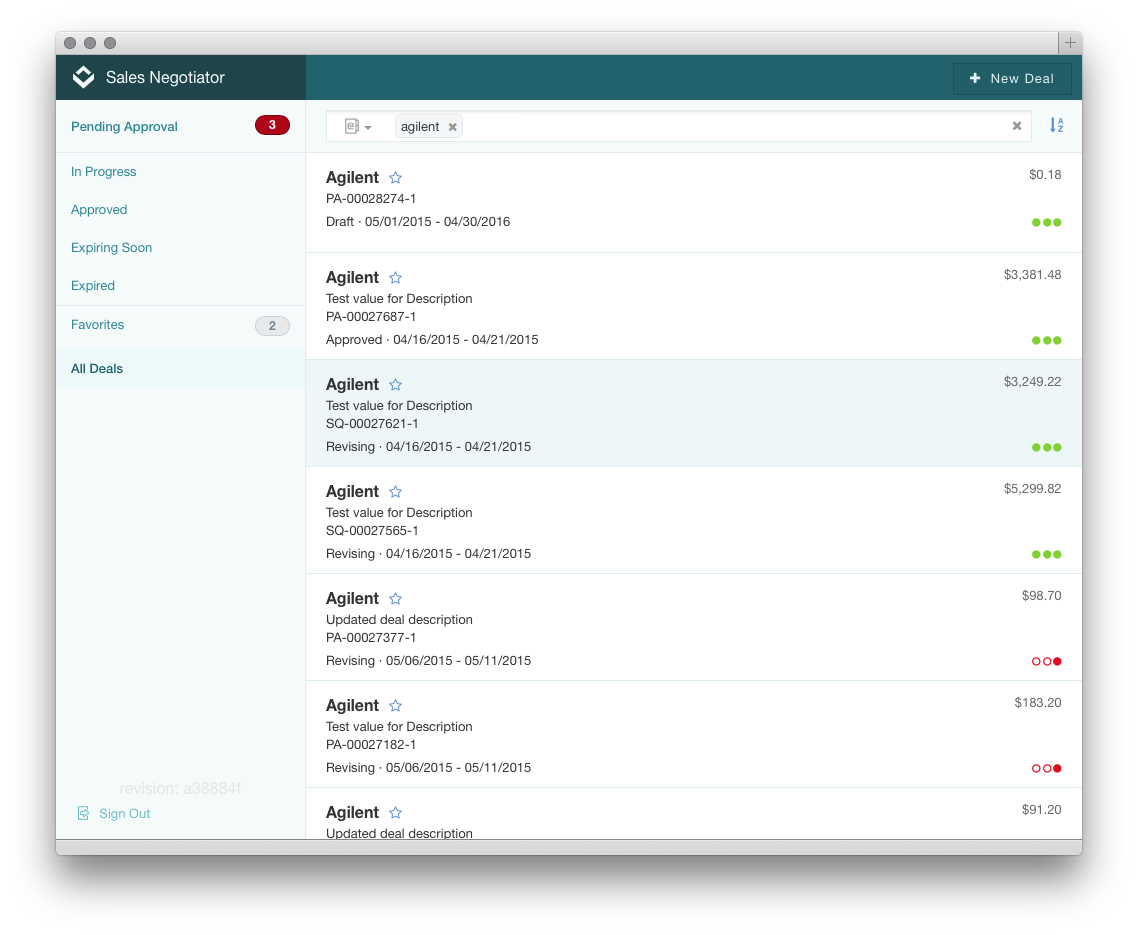 Sales Negotiator
New Deal
Pending Approval 3
In Progress
Approved
Expiring Soon
Expired
Favorites 2
All Deals
revision: a38884f
Sign Out
agilent
A
Z
Agilent $0.18
PA-00028274-1
Draft · 05/01/2015 - 04/30/2016
Agilent $3,381.48
Test value for Description
PA-00027687-1
Approved · 04/16/2015 - 04/21/2015
Agilent $3,249.22
Test value for Description
SQ-00027621-1
Revising · 04/16/2015 - 04/21/2015
Agilent $5,299.82
Test value for Description
SQ-00027565-1
Revising · 04/16/2015 - 04/21/2015
Agilent $98.70
Updated deal description
PA-00027377-1
Revising · 05/06/2015 - 05/11/2015
Agilent $183.20
Test value for Description
PA-00027182-1
Revising · 05/06/2015 - 05/11/2015
Agilent $91.20
Updated deal description